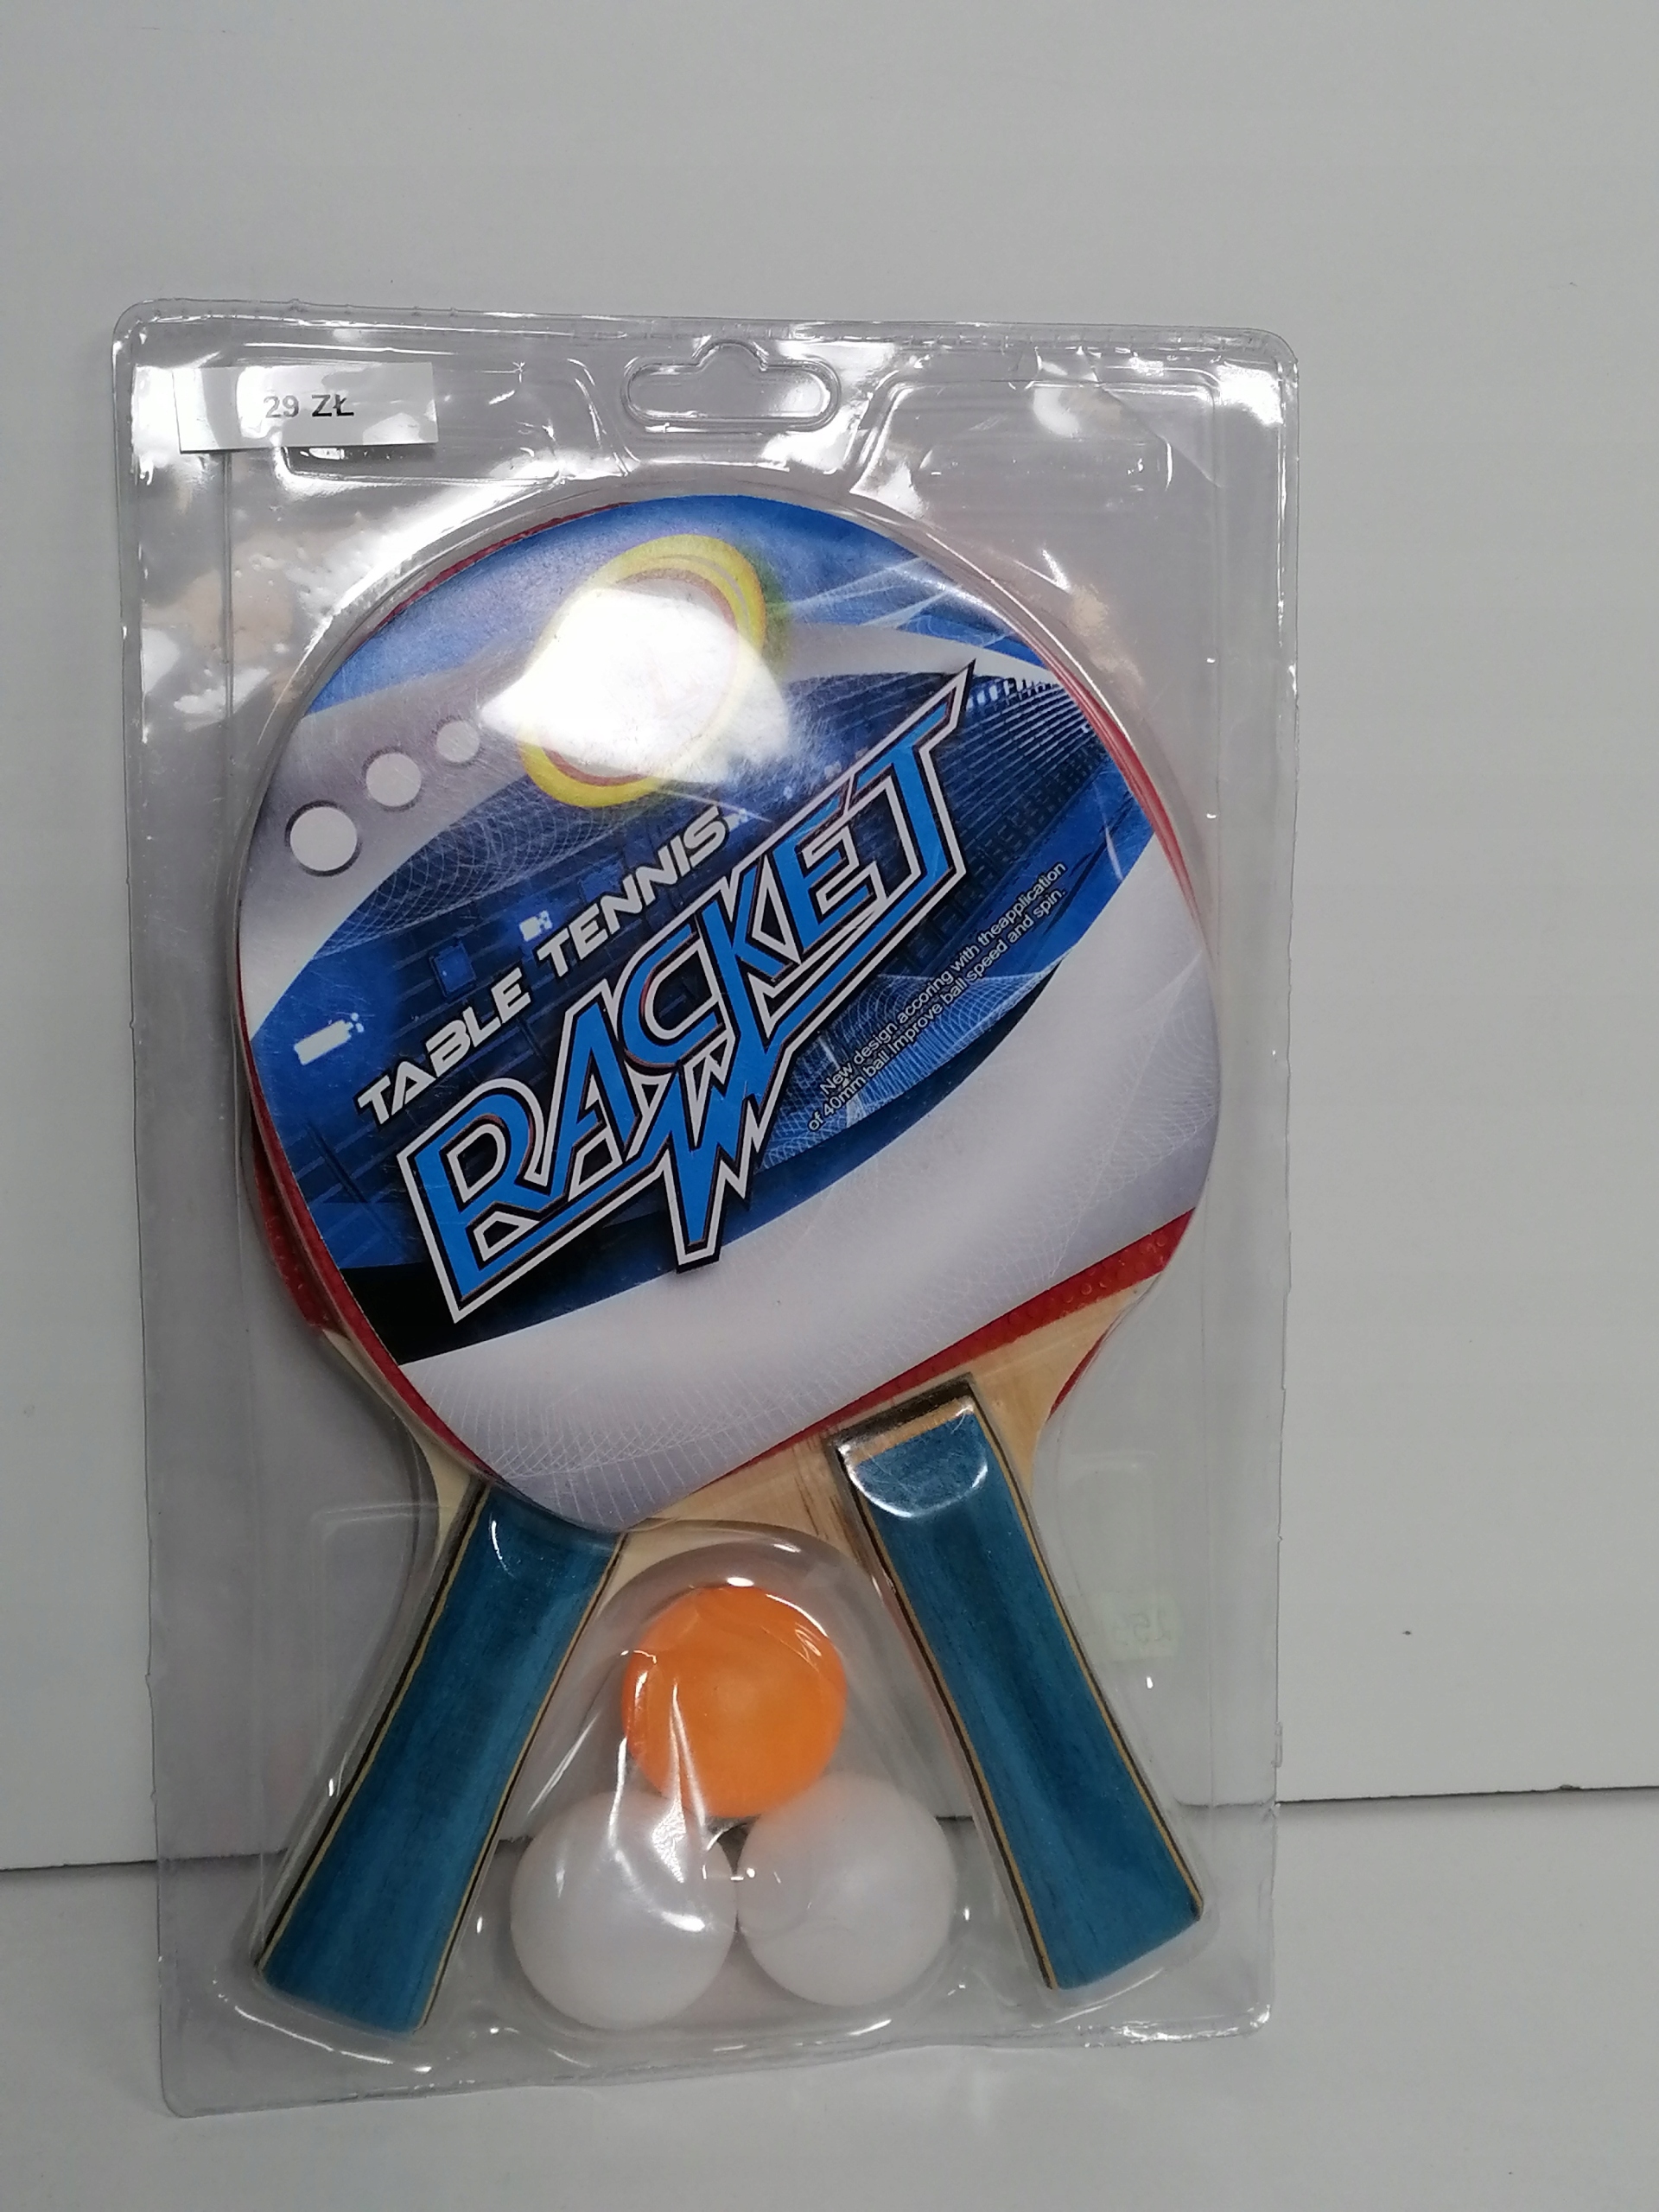 29 ZŁ
TABLE TENNIS
RACKET
New design accoring with theapplication
of 40mm ball improve ball speed and spin.